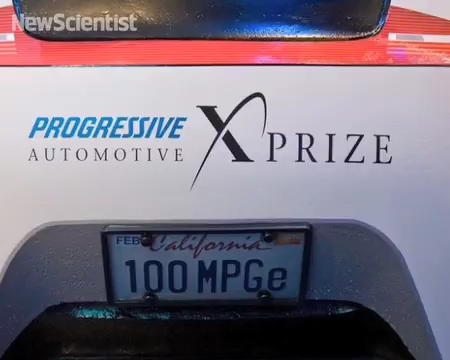 NewScientist
PROGRESSIVE
AUTOMOTIVE XPRIZE
FEB California
100 MPGe